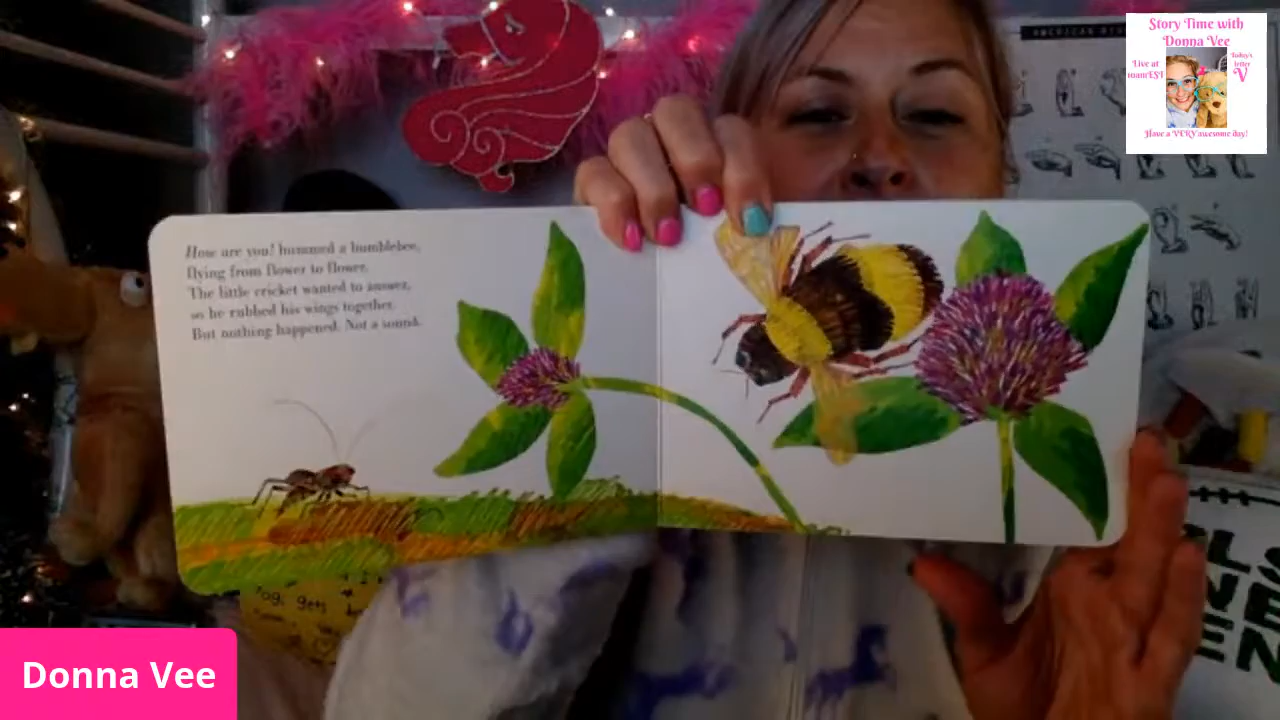 How are you! hummed a bumblebee,
flying from flower to flower.
The little cricket wanted to answer,
so he rubbed his wings together.
But nothing happened. Not a sound.
Story Time with
Donna Vee
Live at
Today's
letter
V
Have a VERY awesome day!
Donna Vee
gets